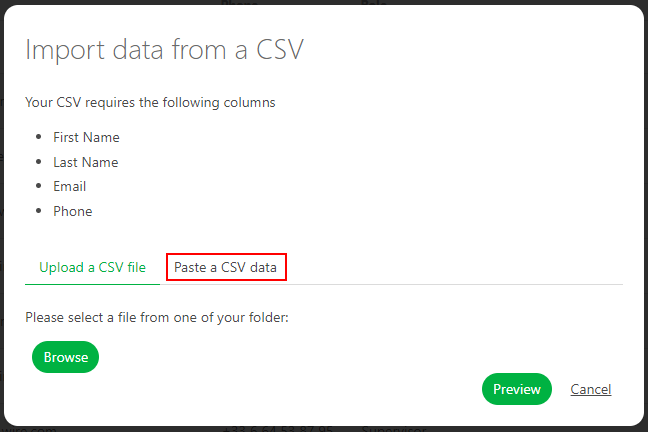 Import data from a CSV
Your CSV requires the following columns
First Name
Last Name
Email
Phone
Upload a CSV file Paste a CSV data
Please select a file from one of your folder:
Browse
Preview Cancel